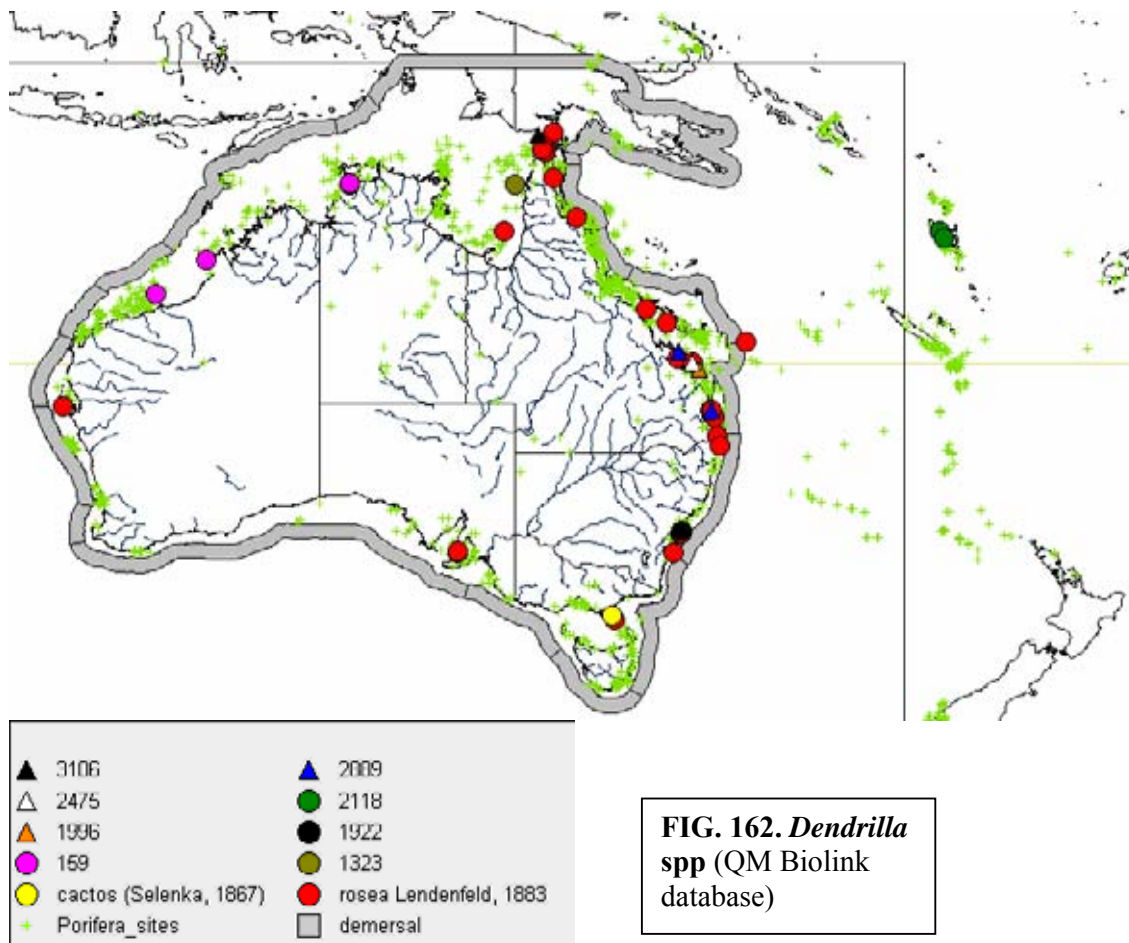 3106
2889
2475
2118
1996
1922
159
1323
cactos (Selenka, 1867)
rosea Lendenfeld, 1883
Porifera_sites
demersal
FIG. 162. Dendrilla
spp (QM Biolink
database)